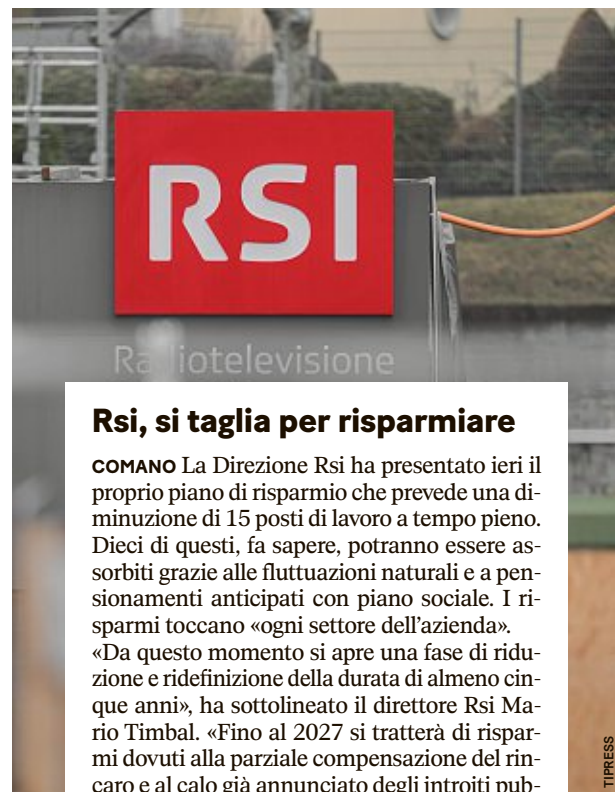 RSI
Radiotelevisione
Rsi, si taglia per risparmiare
COMANO La Direzione Rsi ha presentato ieri il
proprio piano di risparmio che prevede una di-
minuzione di 15 posti di lavoro a tempo pieno.
Dieci di questi, fa sapere, potranno essere as-
sorbiti grazie alle fluttuazioni naturali e a pen-
sionamenti anticipati con piano sociale. I ri-
sparmi toccano «ogni settore dell’azienda».
«Da questo momento si apre una fase di ridu-
zione e ridefinizione della durata di almeno cin-
que anni», ha sottolineato il direttore Rsi Ma-
rio Timbal. «Fino al 2027 si tratterà di rispar-
mi dovuti alla parziale compensazione del rin-
caro e al calo già annunciato degli introiti pub-
TIPRESS